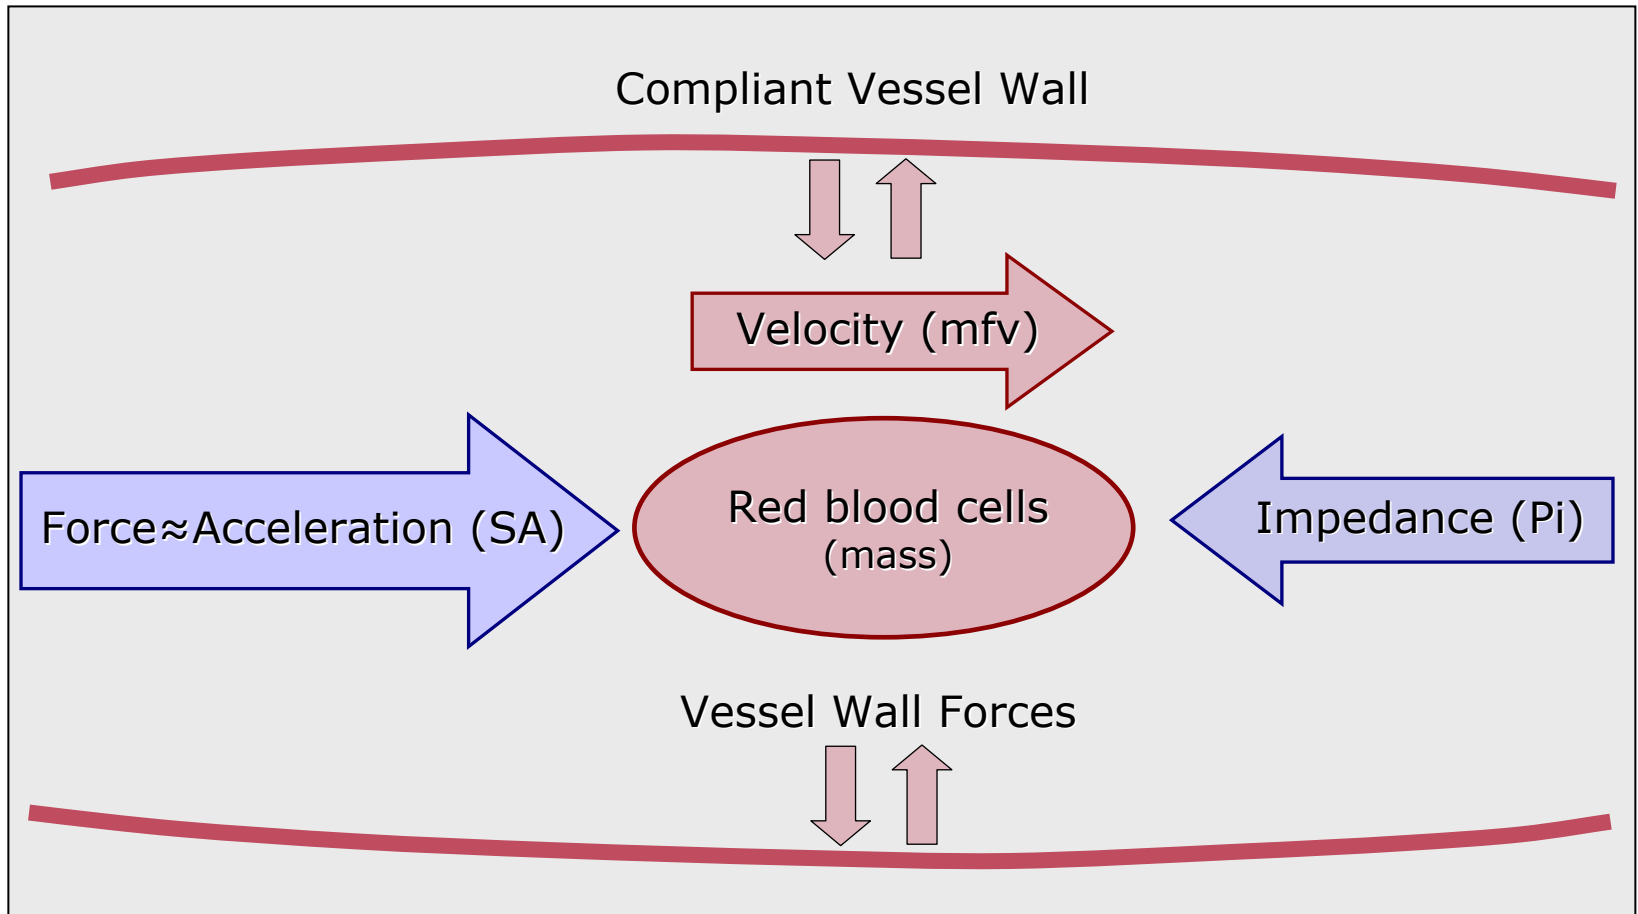 Compliant Vessel Wall
Velocity (mfv)
Force≈Acceleration (SA)
Red blood cells
(mass)
Impedance (Pi)
Vessel Wall Forces